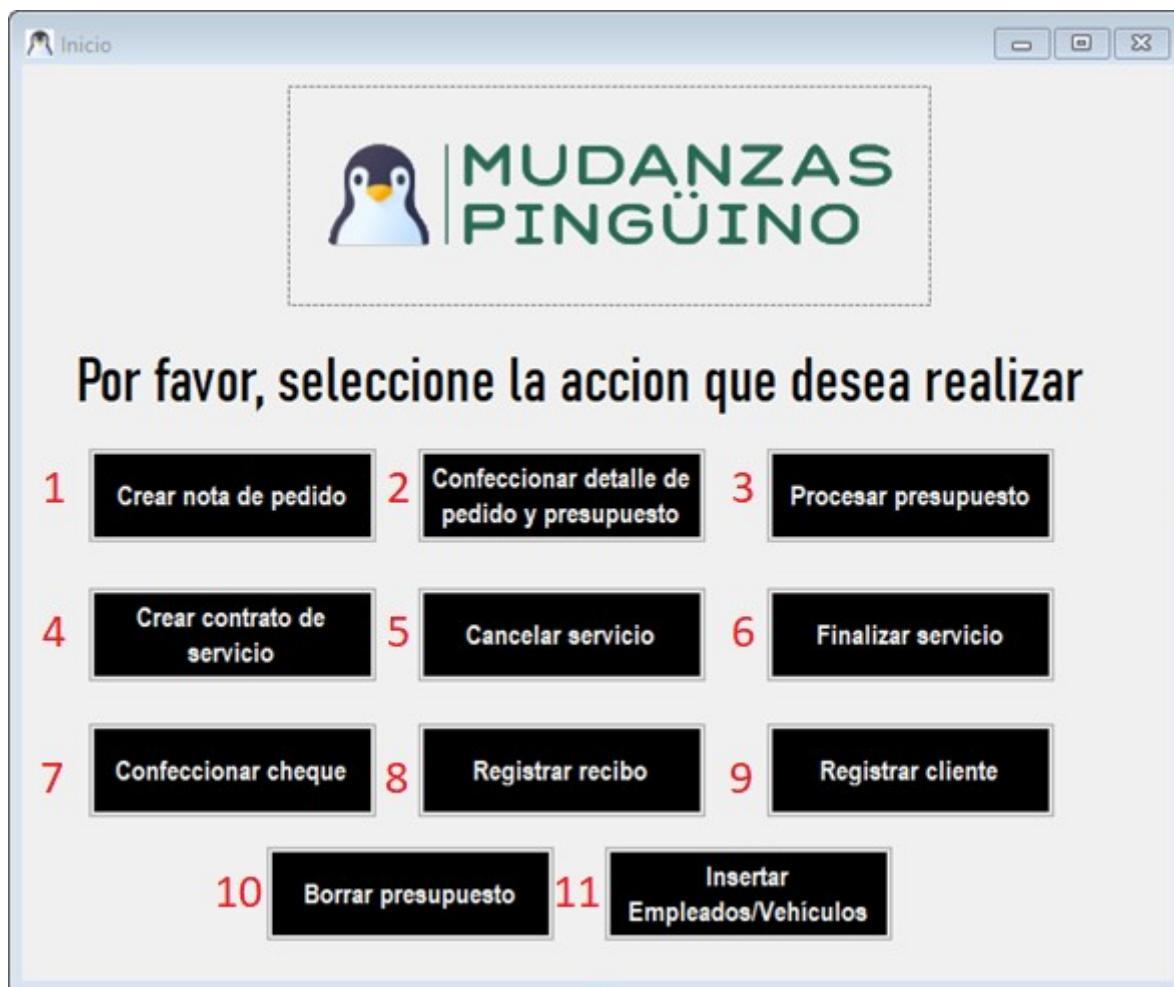 Inicio
MUDANZAS
PINGÜINO
Por favor, seleccione la accion que desea realizar
1
Crear nota de pedido
2
Confeccionar detalle de
pedido y presupuesto
3
Procesar presupuesto
4
Crear contrato de
servicio
5
Cancelar servicio
6
Finalizar servicio
7
Confeccionar cheque
8
Registrar recibo
9
Registrar cliente
10
Borrar presupuesto
11
Insertar
Empleados/Vehículos